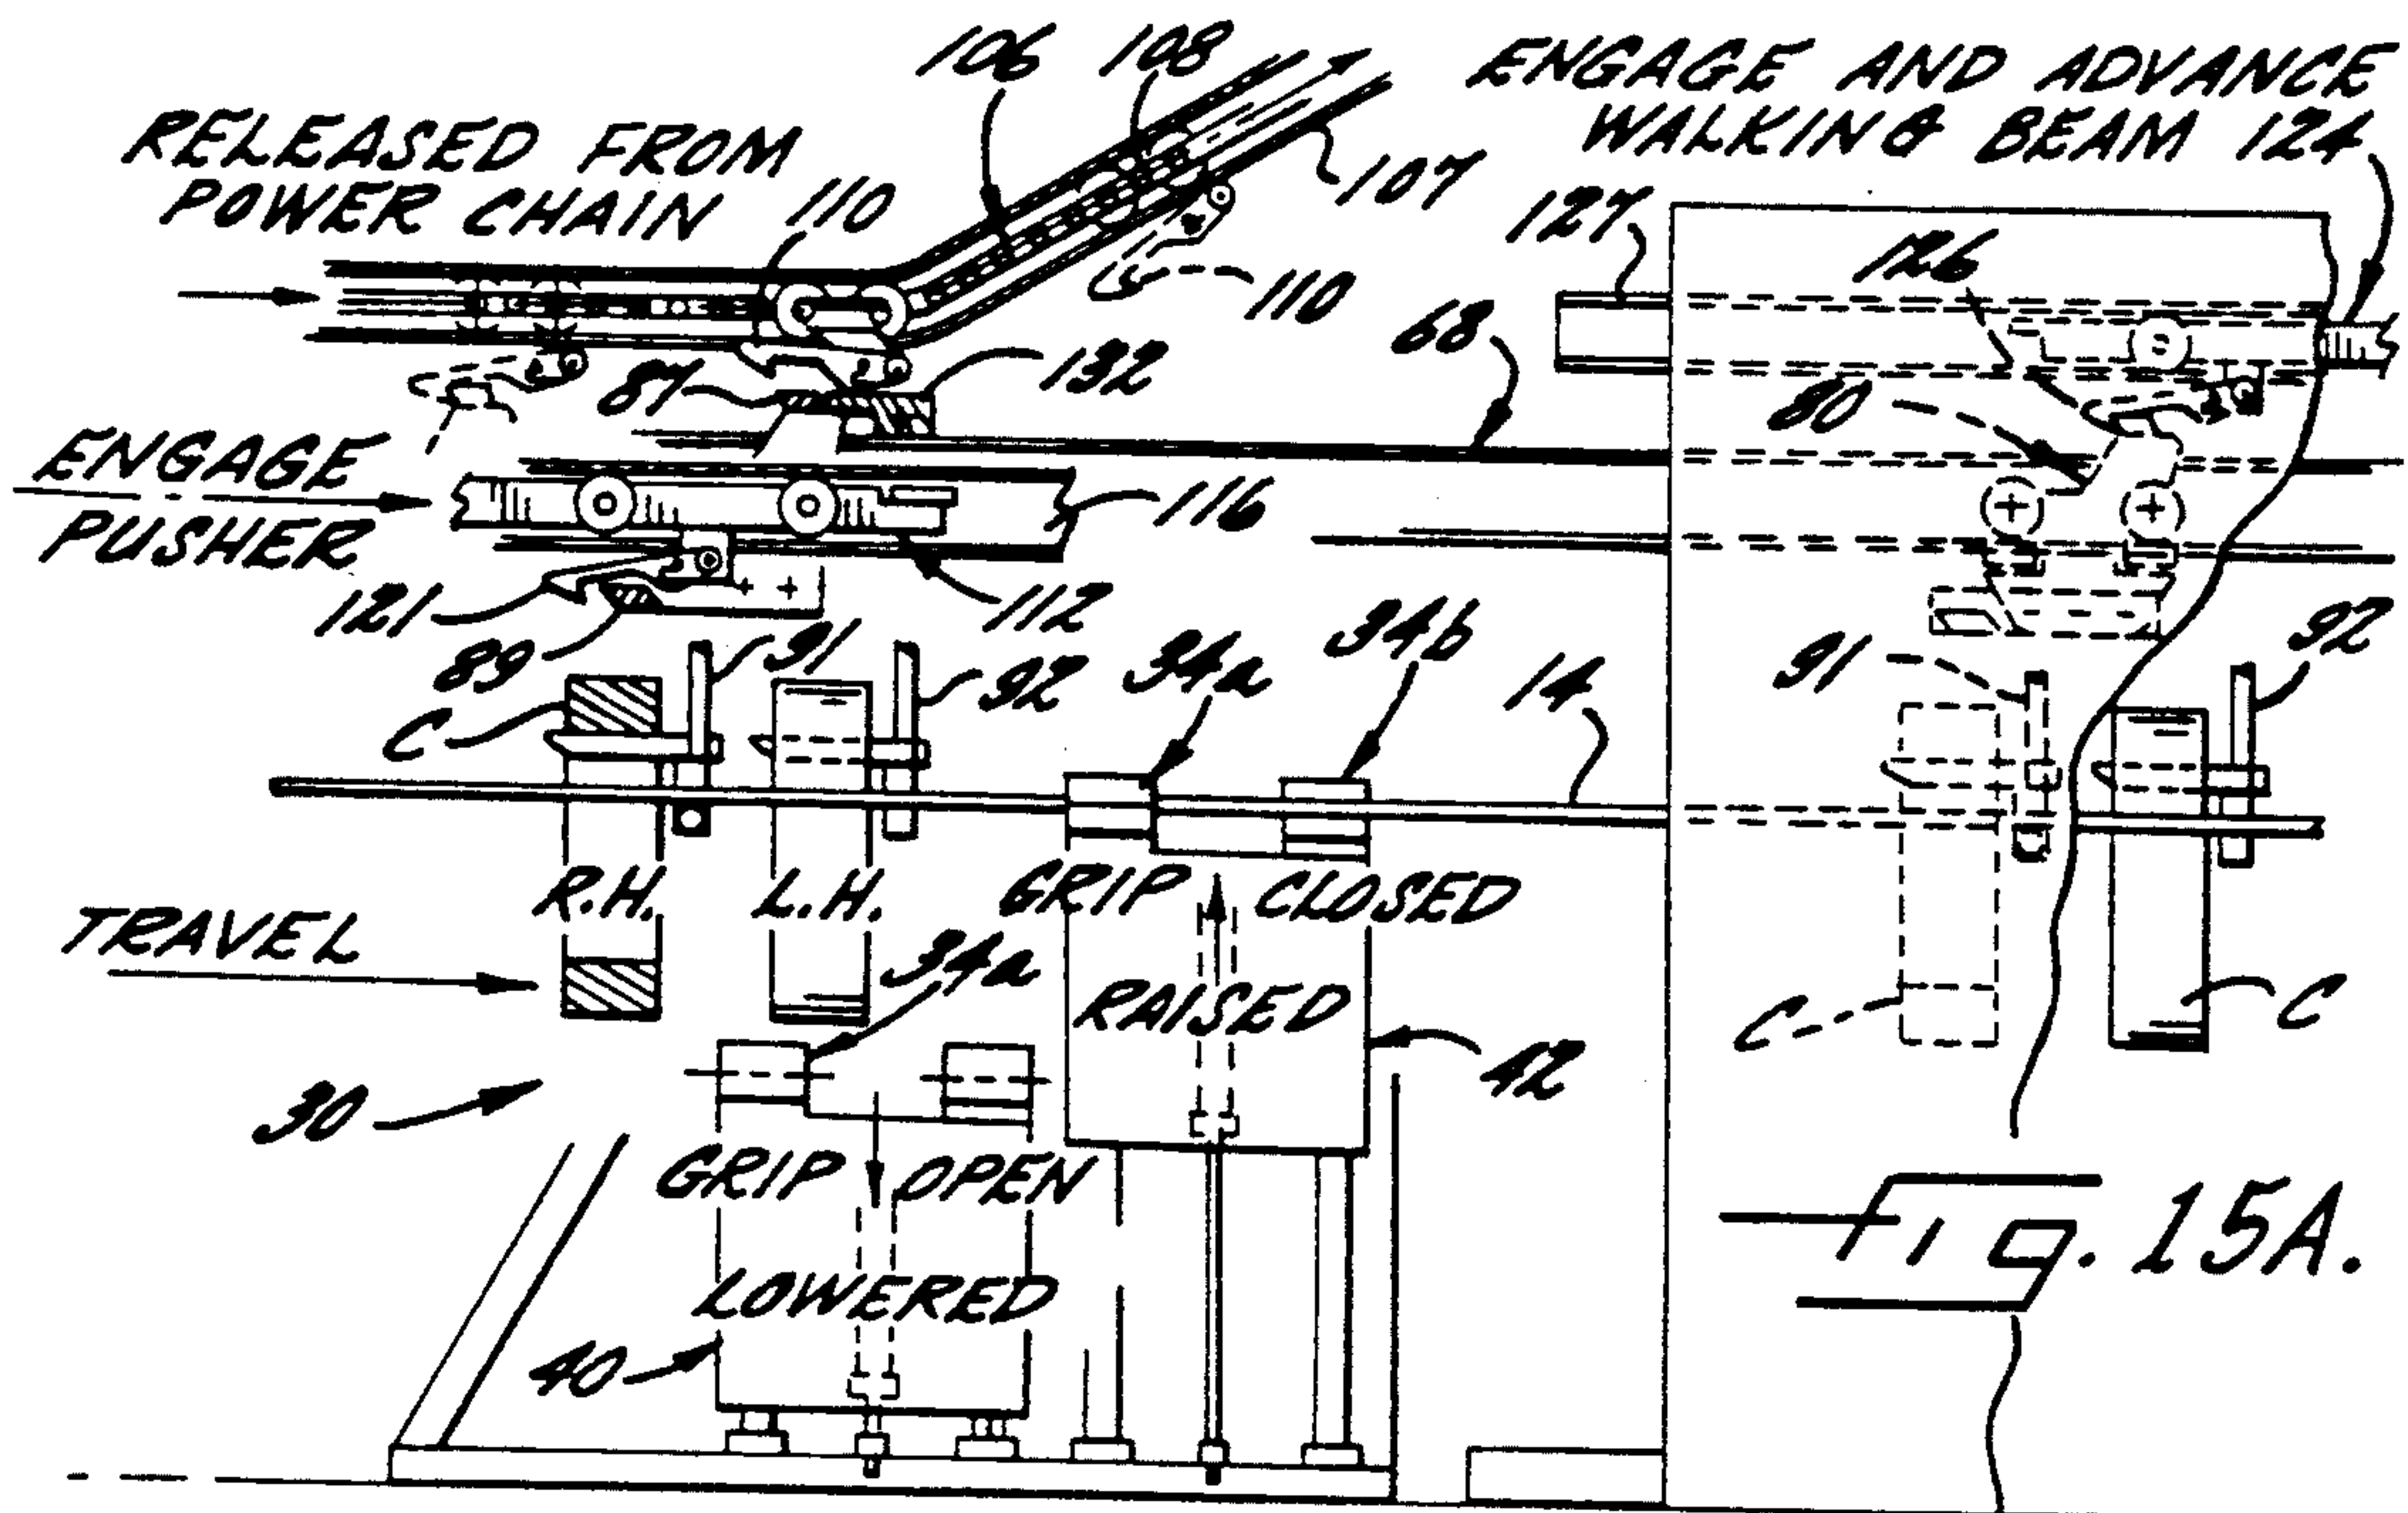 106 108
ENGAGE AND ADVANCE
WALKING BEAM 124
RELEASED FROM
POWER CHAIN
110
107
127
126
110
68
87
132
80
ENGAGE
PUSHER
116
121
112
89
91
92
34a
34b
14
91
92
C
R.H.
L.H.
GRIP CLOSED
TRAVEL
34a
RAISED
C
C
42
30
GRIP OPEN
LOWERED
40
Fig. 15A.